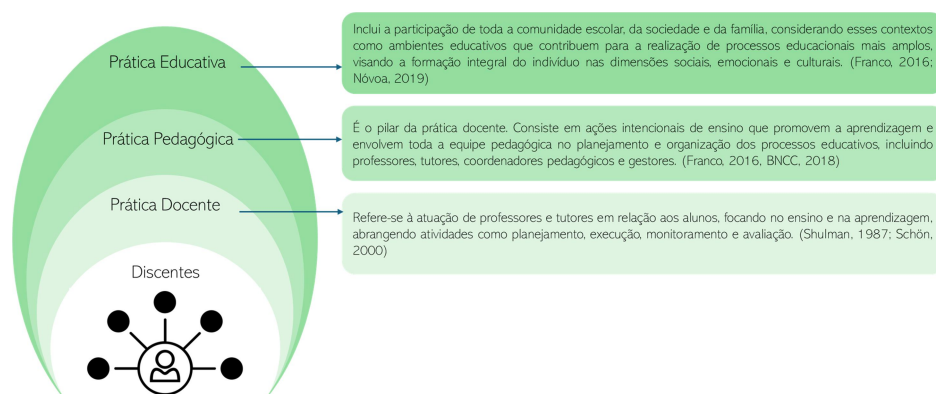 Prática Educativa
Inclui a participação de toda a comunidade escolar, da sociedade e da família, considerando esses contextos
como ambientes educativos que contribuem para a realização de processos educacionais mais amplos,
visando a formação integral do indivíduo nas dimensões sociais, emocionais e culturais. (Franco, 2016;
Nóvoa, 2019)
Prática Pedagógica
É o pilar da prática docente. Consiste em ações intencionais de ensino que promovem a aprendizagem e
envolvem toda a equipe pedagógica no planejamento e organização dos processos educativos, incluindo
professores, tutores, coordenadores pedagógicos e gestores. (Franco, 2016, BNCC, 2018)
Prática Docente
Refere-se à atuação de professores e tutores em relação aos alunos, focando no ensino e na aprendizagem,
abrangendo atividades como planejamento, execução, monitoramento e avaliação. (Shulman, 1987; Schön,
2000)
Discentes